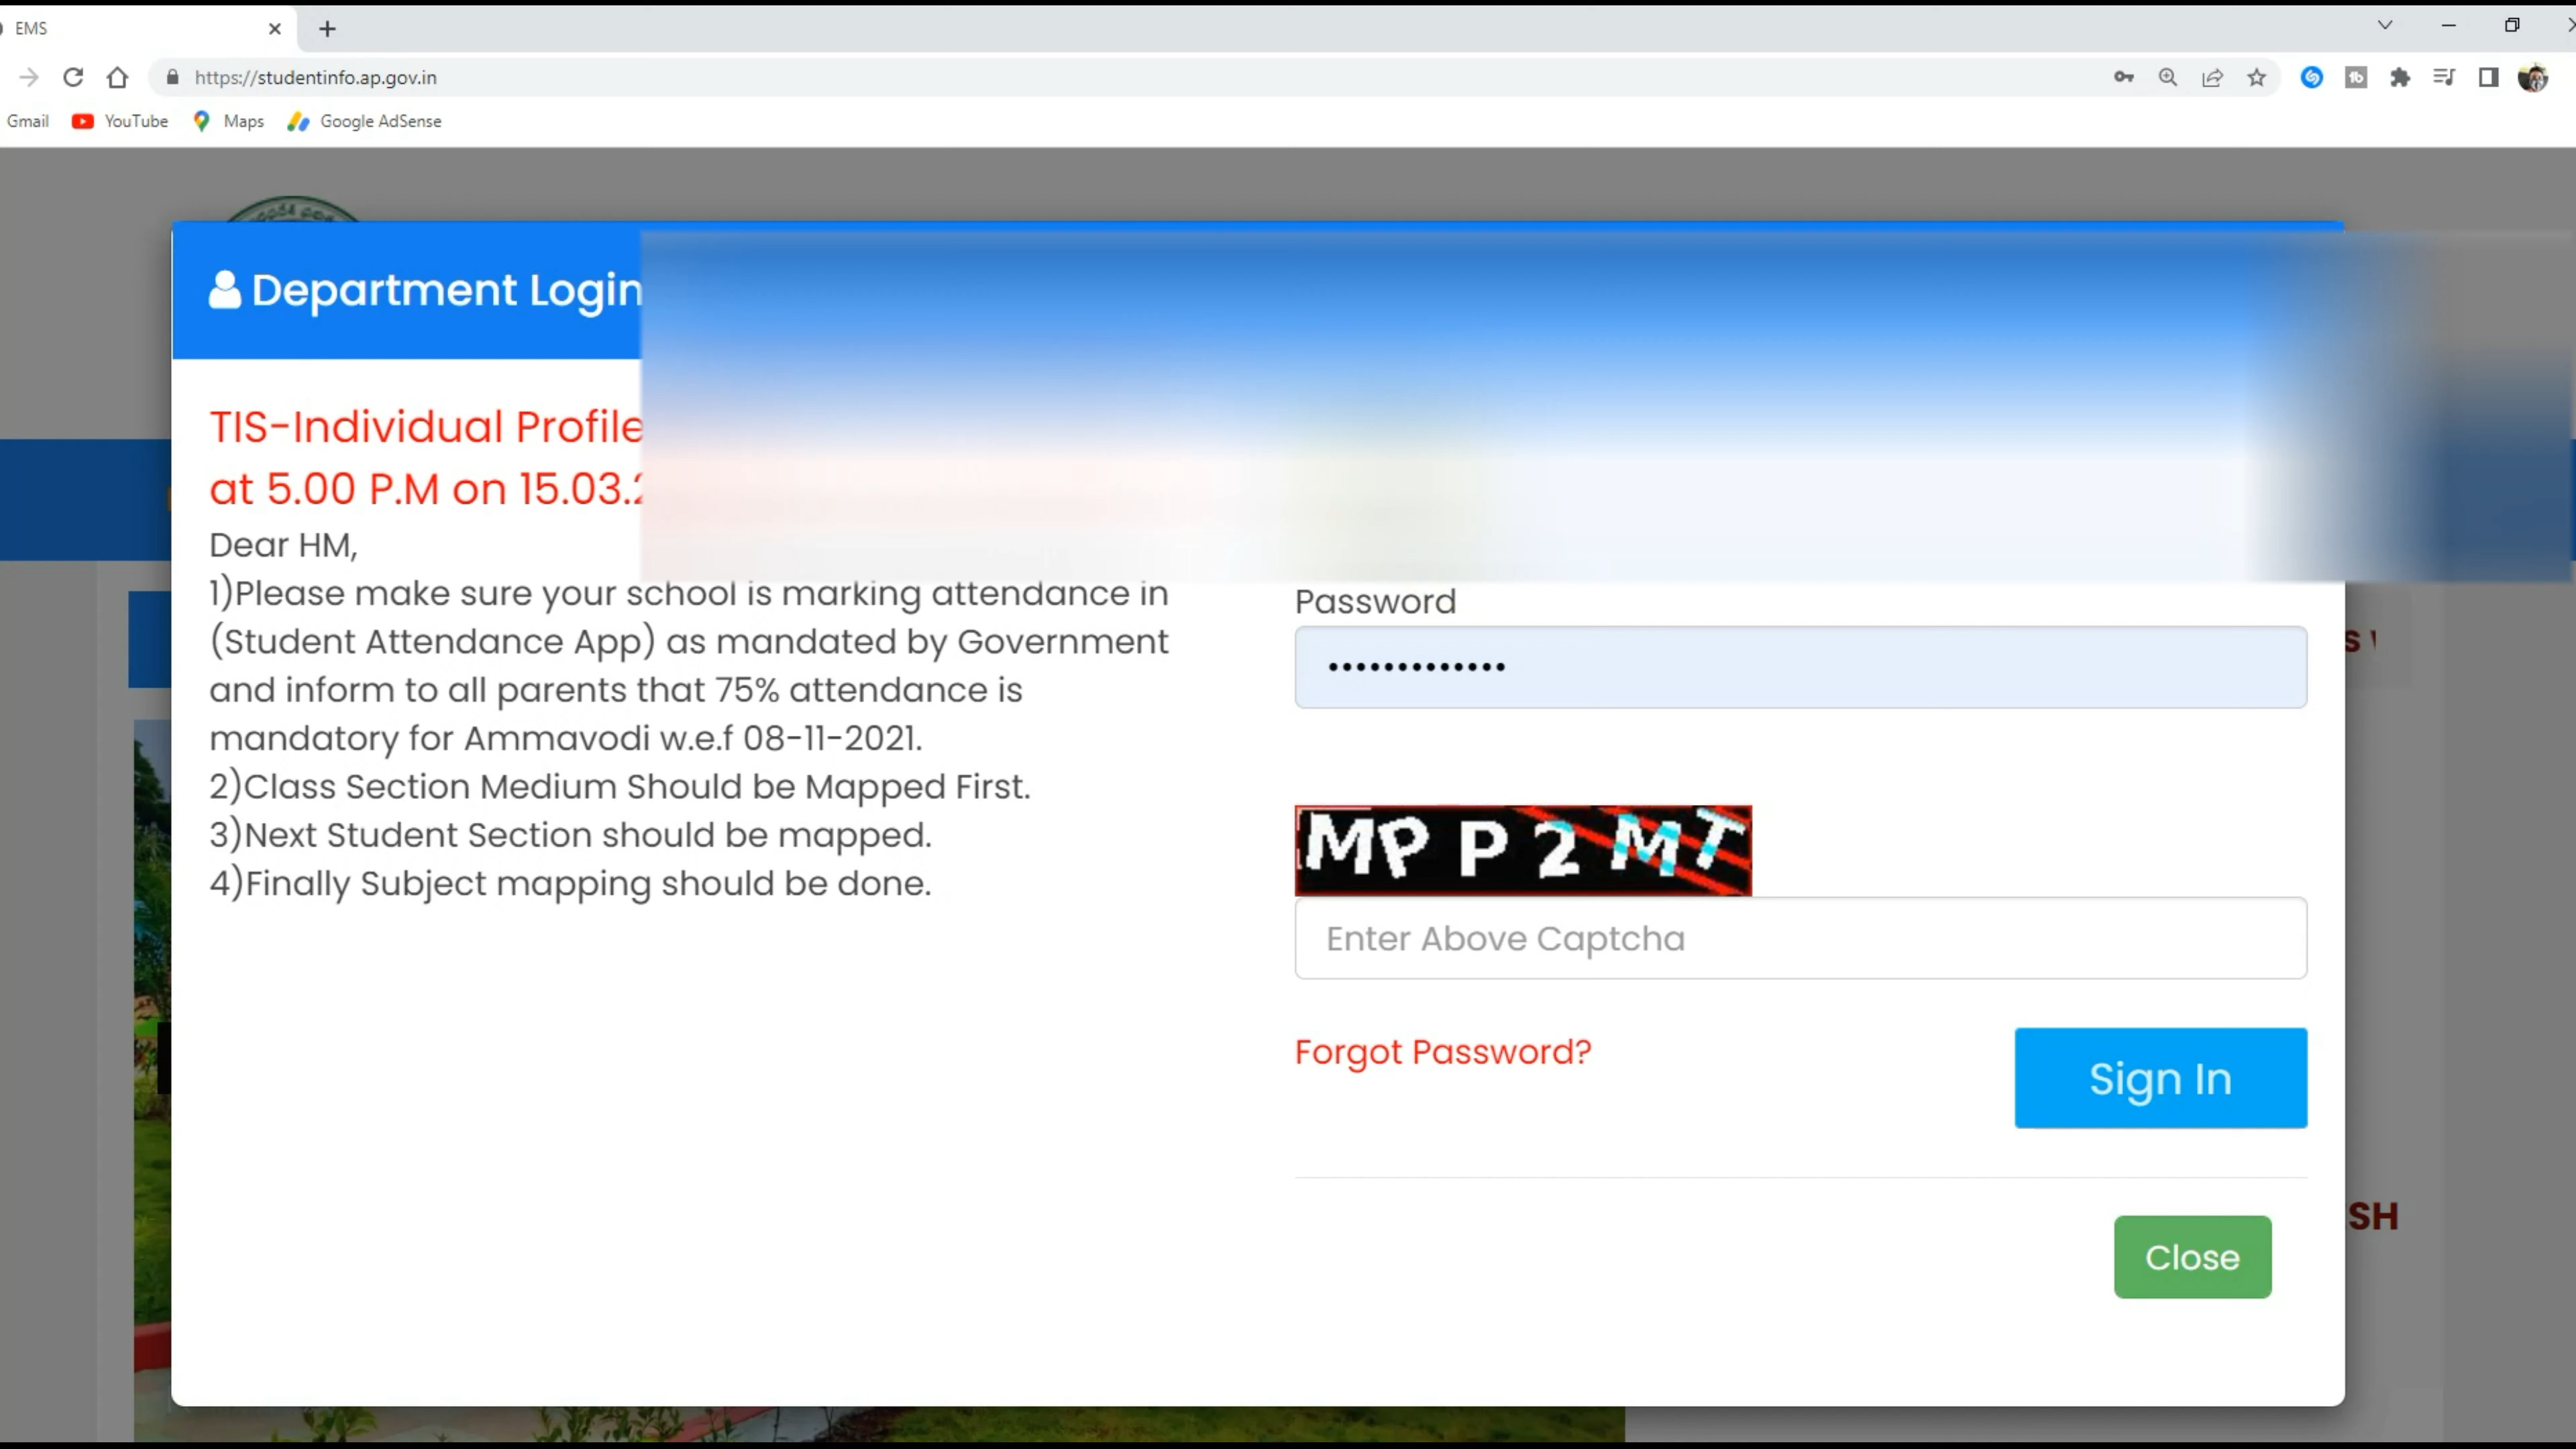 EMS
https://studentinfo.ap.gov.in
Gmail YouTube Maps Google AdSense
Department Login
TIS-Individual Profile
at 5.00 P.M on 15.03.
Dear HM,
1)Please make sure your school is marking attendance in
(Student Attendance App) as mandated by Government
and inform to all parents that 75% attendance is
mandatory for Ammavodi w.e.f 08-11-2021.
2)Class Section Medium Should be Mapped First.
3)Next Student Section should be mapped.
4)Finally Subject mapping should be done.
Password
MPP2MT
Enter Above Captcha
Forgot Password?
Sign In
Close
SH